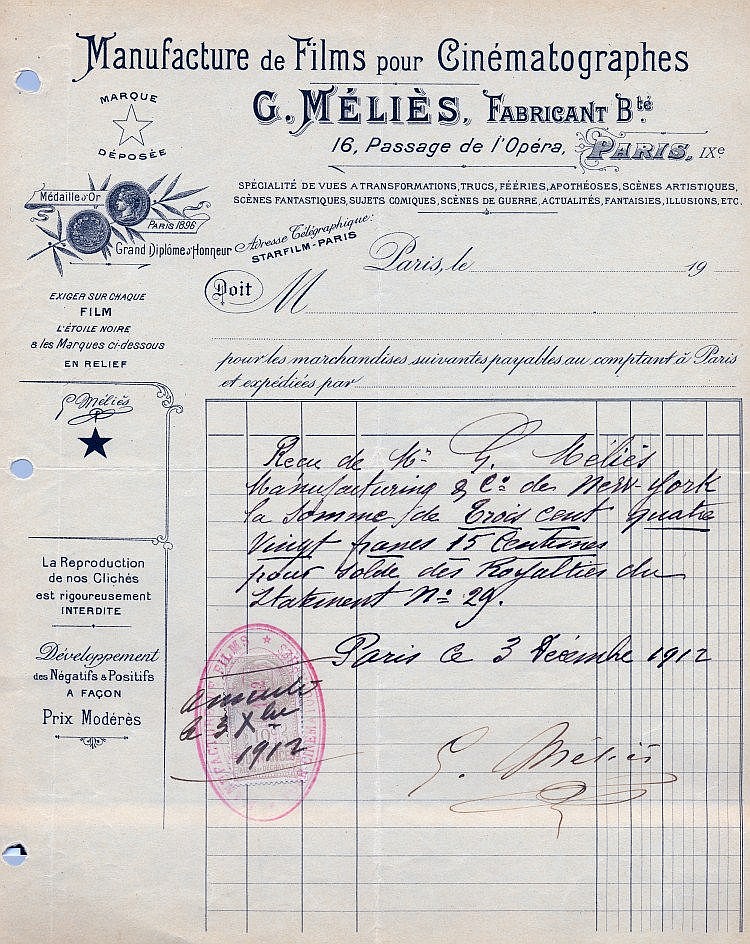 Manufacture de Films pour Cinématographes
G. MÉLIÈS, FABRICANT Bté
16, Passage de l'Opéra, PARIS, IXe
MARQUE
DÉPOSÉE
SPÉCIALITÉ DE VUES A TRANSFORMATIONS, TRUCS, FÉERIES, APOTHÉOSES, SCÈNES ARTISTIQUES,
SCÈNES FANTASTIQUES, SUJETS COMIQUES, SCÈNES DE GUERRE, ACTUALITÉS, FANTAISIES, ILLUSIONS, ETC.
Médaille d'Or
PARIS 1896
Grand Diplôme d'Honneur
Adresse Télégraphique:
STARFILM-PARIS
Paris, le 19
Doit M
EXIGER SUR CHAQUE
FILM
L'ÉTOILE NOIRE
& les Marques ci-dessous
EN RELIEF
pour les marchandises suivantes payables au comptant à Paris
et expédiées par
G. Méliès
Reçu de Mr G. Méliès
Manufacturing & Co de New York
la somme de Trois cent quatre
Vingt francs 15 Centimes
pour solde des Royalties du
Statement No 29.
Paris ce 3 Décembre 1912
La Reproduction
de nos Clichés
est rigoureusement
INTERDITE
Développement
des Négatifs & Positifs
A FAÇON
Prix Modérés
FILMS
annulé
le 3 Xbre
1912
G. Méliès